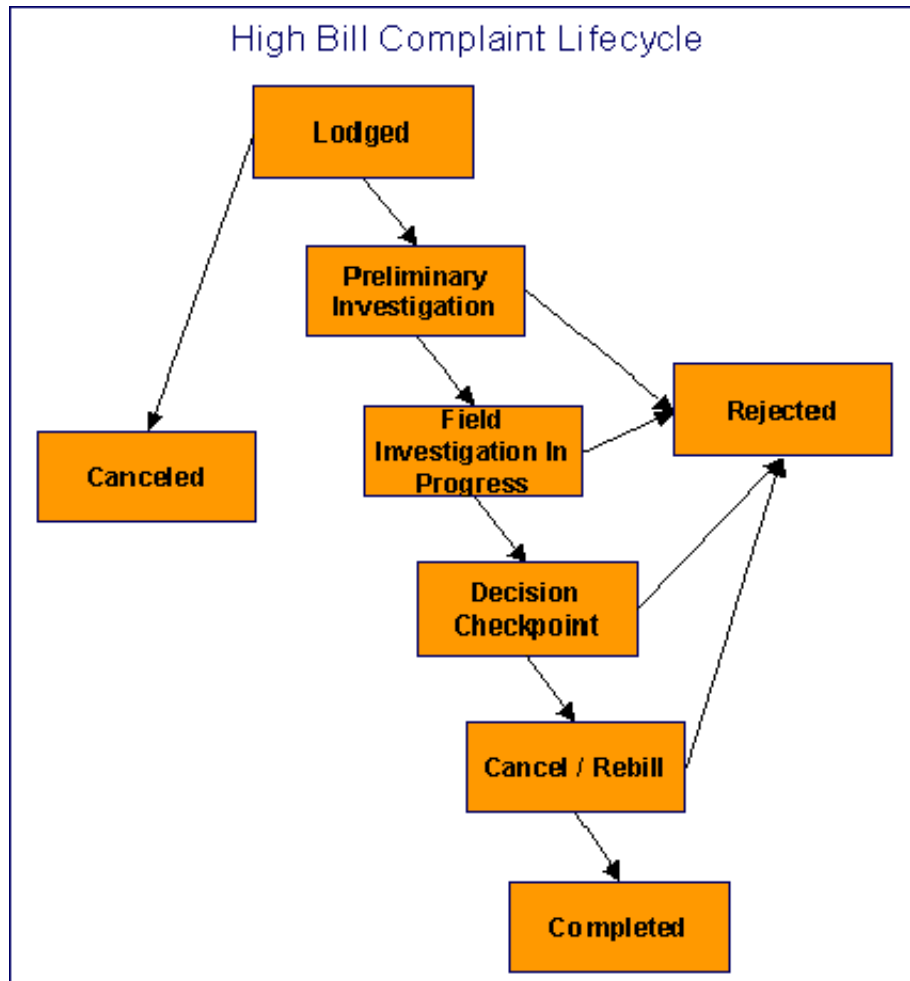 High Bill Complaint Lifecycle
Lodged
Preliminary
Investigation
Field
Investigation In
Progress
Rejected
Canceled
Decision
Checkpoint
Cancel / Rebill
Completed